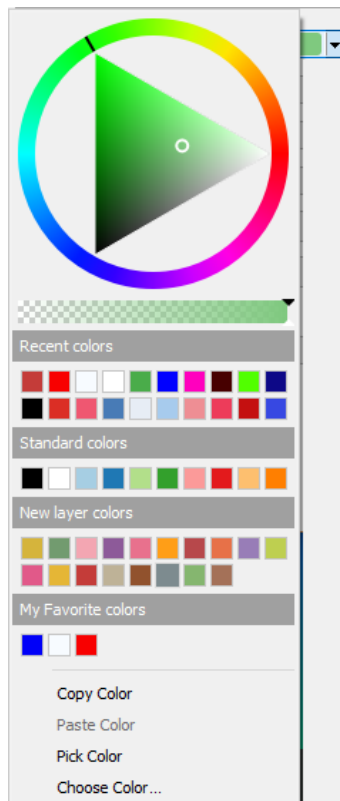 Recent colors
Standard colors
New layer colors
My Favorite colors
Copy Color
Paste Color
Pick Color
Choose Color...